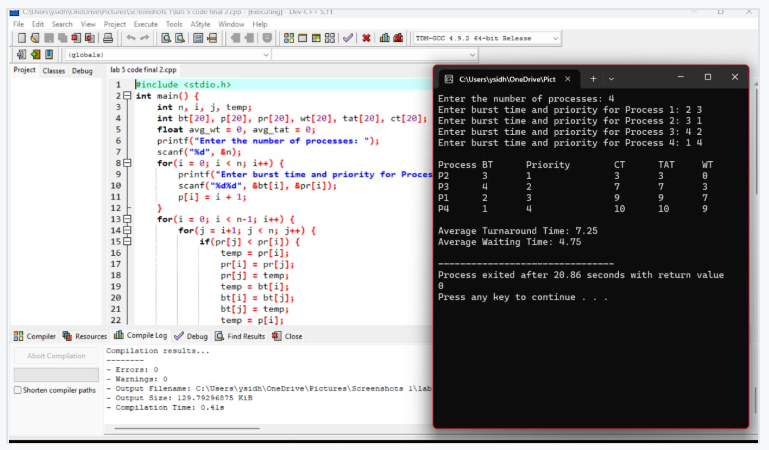 C:\Users\ysidh\OneDrive\Pictures\Screenshots 1\lab 5 code final 2.cpp - [Executing] - Dev-C++ 5.11
File Edit Search View Project Execute Tools AStyle Window Help
TDM-GCC 4.9.2 64-bit Release
(globals)
Project Classes Debug
lab 5 code final 2.cpp
1 #include <stdio.h>
2 int main() {
3 int n, i, j, temp;
4 int bt[20], p[20], pr[20], wt[20], tat[20], ct[20];
5 float avg_wt = 0, avg_tat = 0;
6 printf("Enter the number of processes: ");
7 scanf("%d", &n);
8 for(i = 0; i < n; i++) {
9 printf("Enter burst time and priority for Proces
10 scanf("%d%d", &bt[i], &pr[i]);
11 p[i] = i + 1;
12 }
13 for(i = 0; i < n-1; i++) {
14 for(j = i+1; j < n; j++) {
15 if(pr[j] < pr[i]) {
16 temp = pr[i];
17 pr[i] = pr[j];
18 pr[j] = temp;
19 temp = bt[i];
20 bt[i] = bt[j];
21 bt[j] = temp;
22 temp = p[i];
Compiler Resources Compile Log Debug Find Results Close
Abort Compilation
Shorten compiler paths
Compilation results...
--------
- Errors: 0
- Warnings: 0
- Output Filename: C:\Users\ysidh\OneDrive\Pictures\Screenshots 1\lab
- Output Size: 129.79296875 KiB
- Compilation Time: 0.41s
C:\Users\ysidh\OneDrive\Pict
Enter the number of processes: 4
Enter burst time and priority for Process 1: 2 3
Enter burst time and priority for Process 2: 3 1
Enter burst time and priority for Process 3: 4 2
Enter burst time and priority for Process 4: 1 4
Process BT Priority CT TAT WT
P2 3 1 3 3 0
P3 4 2 7 7 3
P1 2 3 9 9 7
P4 1 4 10 10 9
Average Turnaround Time: 7.25
Average Waiting Time: 4.75
--------------------------------
Process exited after 20.86 seconds with return value
0
Press any key to continue . . .